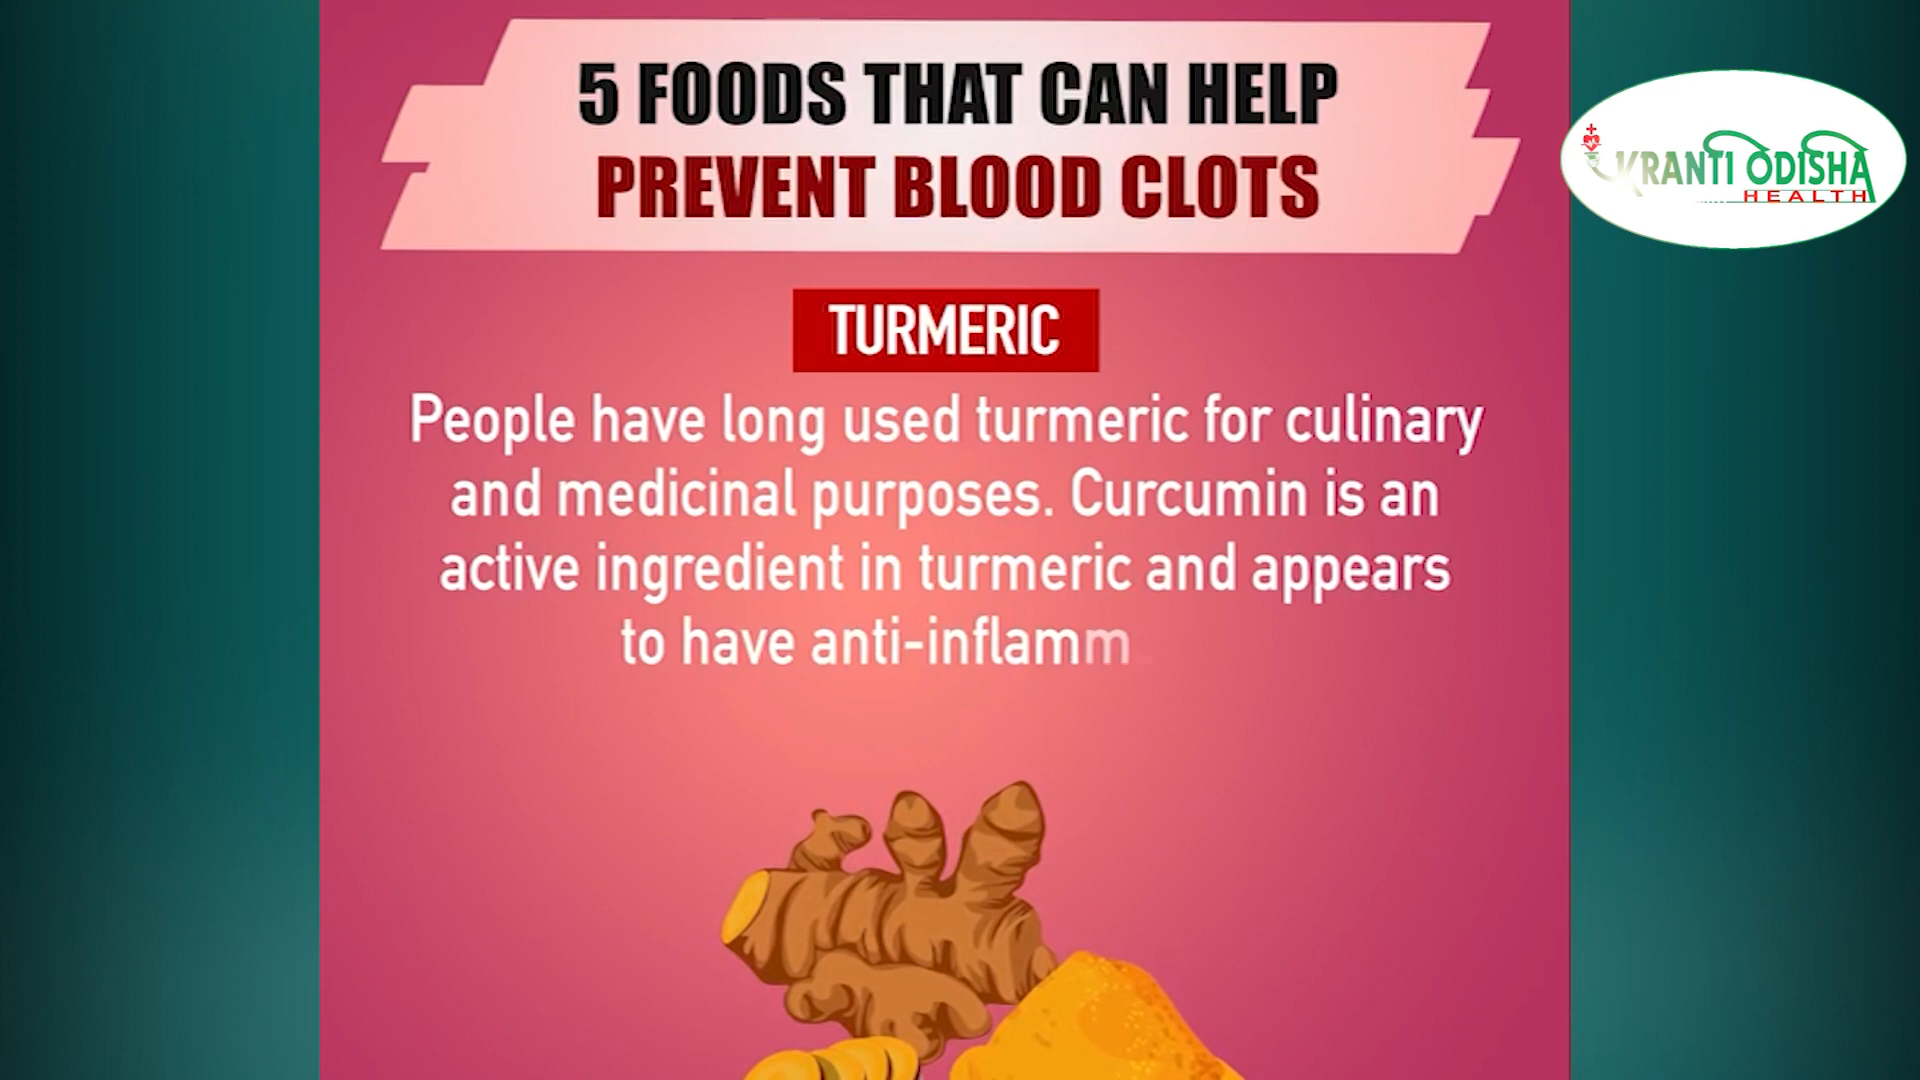 5 FOODS THAT CAN HELP
PREVENT BLOOD CLOTS
KRANTI ODISHA
HEALTH
TURMERIC
People have long used turmeric for culinary
and medicinal purposes. Curcumin is an
active ingredient in turmeric and appears
to have anti-inflamm